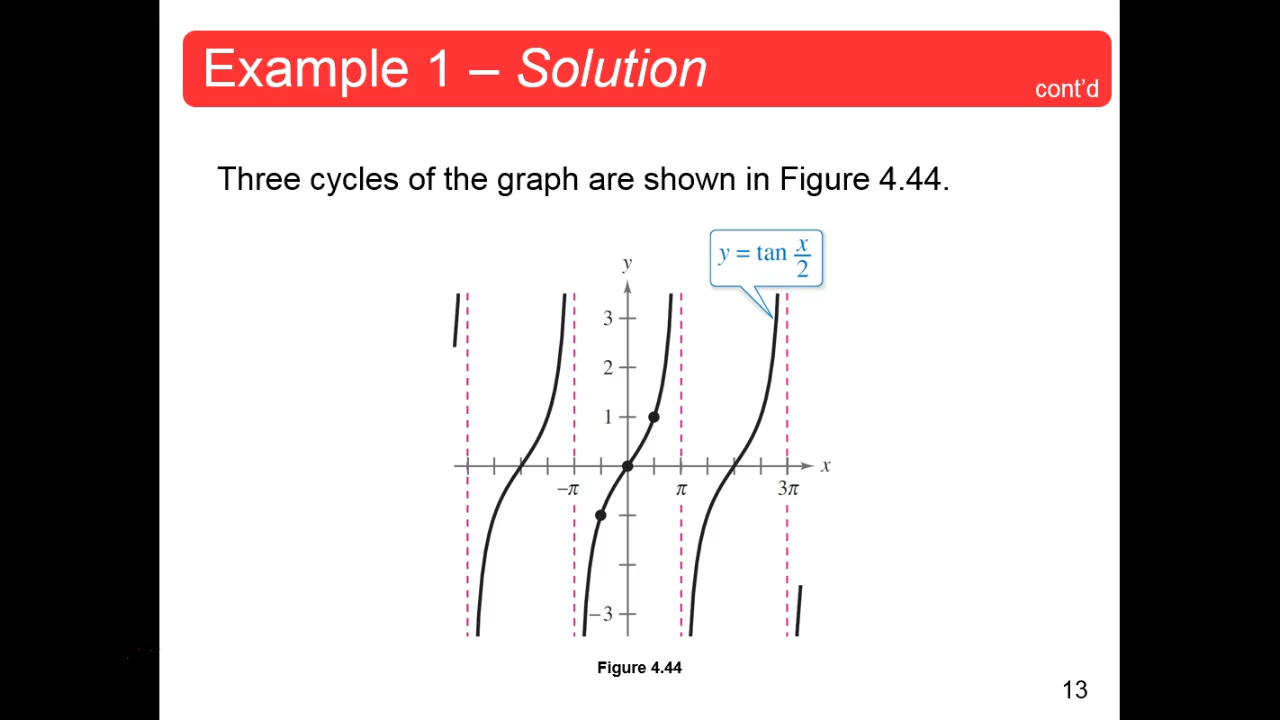 Example 1 – Solution
cont'd
Three cycles of the graph are shown in Figure 4.44.
y = tan x/2
y
3
2
1
x
−π
π
3π
−3
Figure 4.44
13